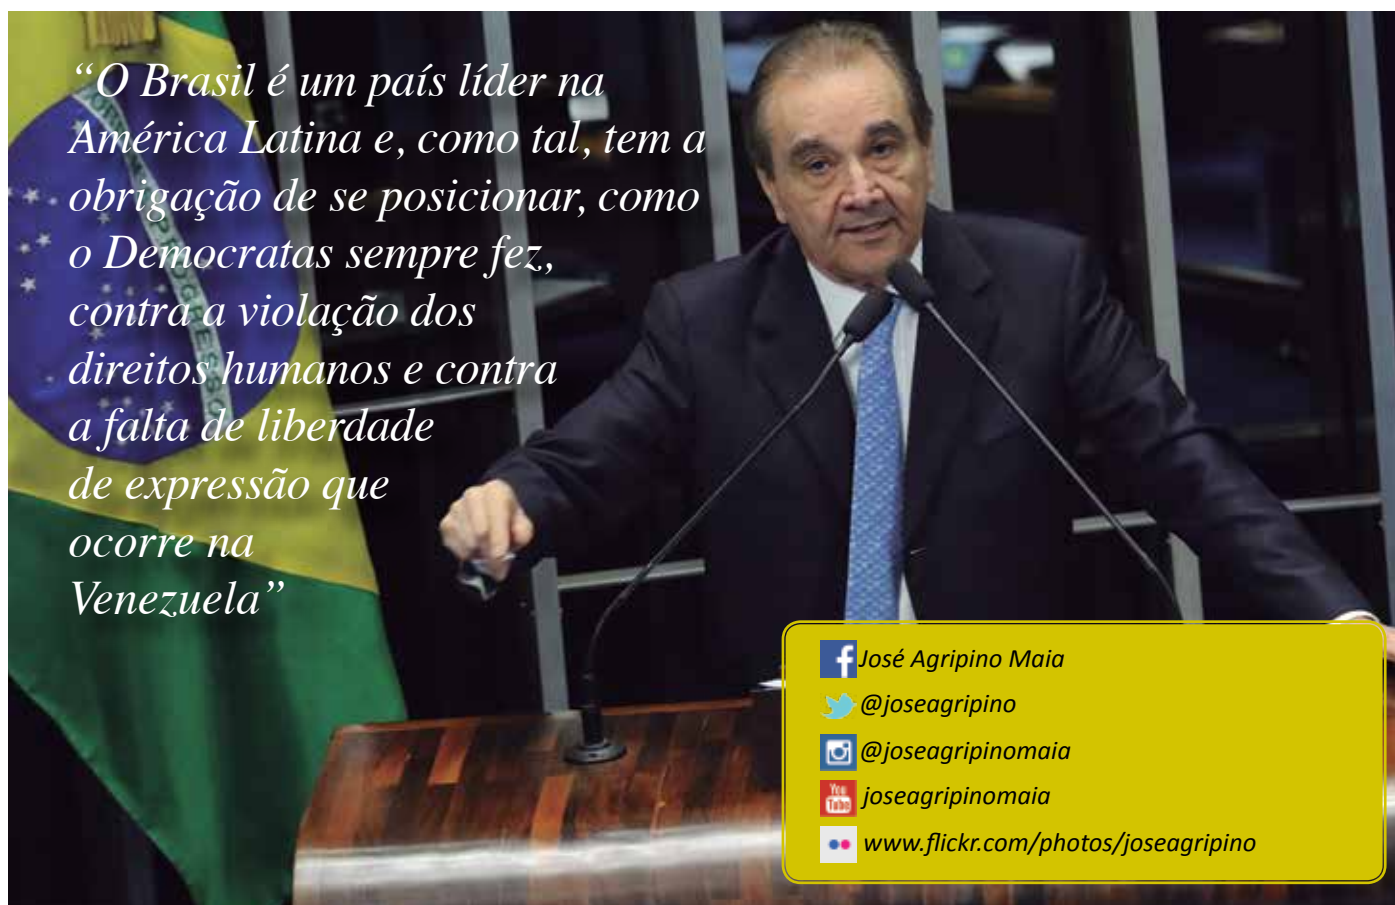 “O Brasil é um país líder na
América Latina e, como tal, tem a
obrigação de se posicionar, como
o Democratas sempre fez,
contra a violação dos
direitos humanos e contra
a falta de liberdade
de expressão que
ocorre na
Venezuela”
José Agripino Maia
@joseagripino
@joseagripinomaia
You
Tube
joseagripinomaia
www.flickr.com/photos/joseagripino